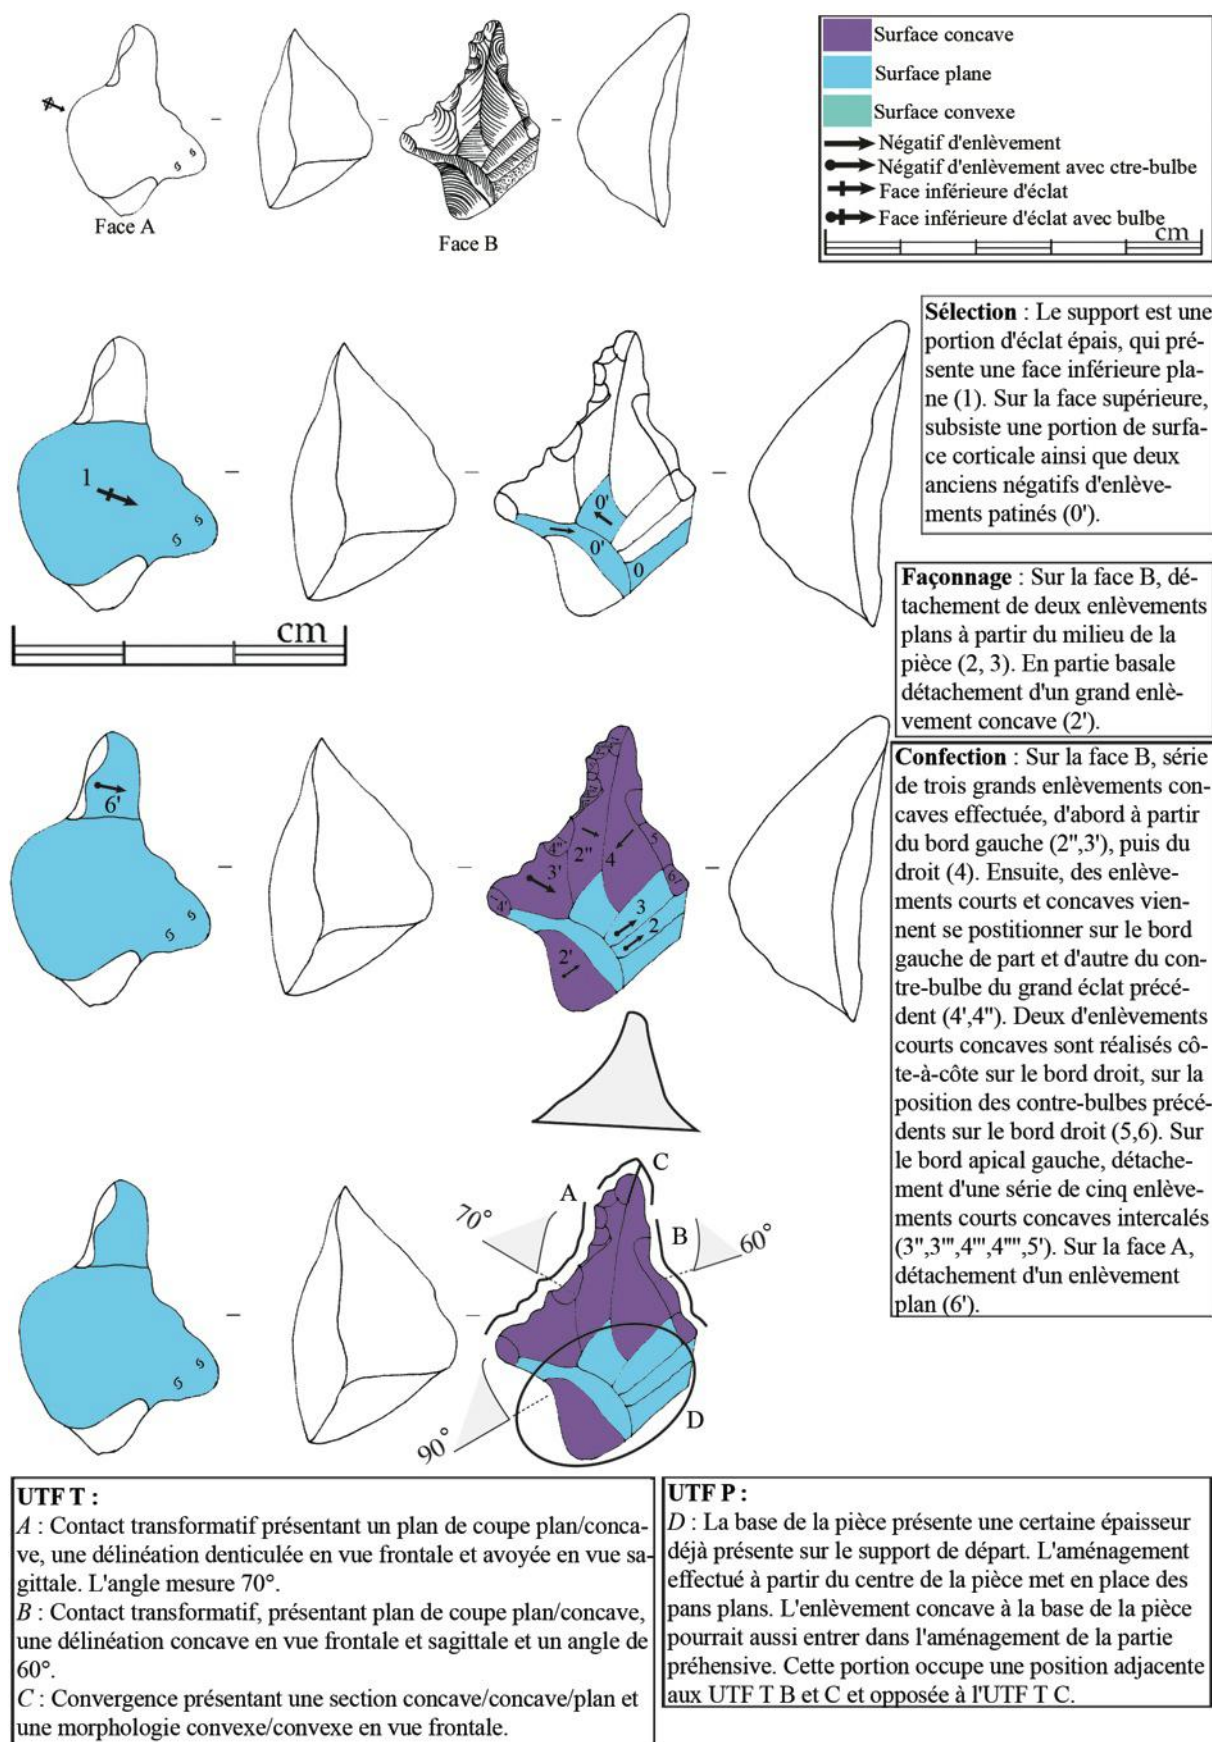 Surface concave
Surface plane
Surface convexe
Négatif d'enlèvement
Négatif d'enlèvement avec ctre-bulbe
Face inférieure d'éclat
Face inférieure d'éclat avec bulbe
cm
Face A
Face B
Sélection : Le support est une
portion d'éclat épais, qui pré-
sente une face inférieure pla-
ne (1). Sur la face supérieure,
subsiste une portion de surfa-
ce corticale ainsi que deux
anciens négatifs d'enlève-
ments patinés (0').
1
0'
0'
0
cm
Façonnage : Sur la face B, dé-
tachement de deux enlèvements
plans à partir du milieu de la
pièce (2, 3). En partie basale
détachement d'un grand enlè-
vement concave (2').
6'
4"
3'
2"
4
5
6
4'
3
2
2'
Confection : Sur la face B, série
de trois grands enlèvements con-
caves effectuée, d'abord à partir
du bord gauche (2",3'), puis du
droit (4). Ensuite, des enlève-
ments courts et concaves vien-
nent se postitionner sur le bord
gauche de part et d'autre du con-
tre-bulbe du grand éclat précé-
dent (4',4"). Deux d'enlèvements
courts concaves sont réalisés cô-
te-à-côte sur le bord droit, sur la
position des contre-bulbes précé-
dents sur le bord droit (5,6). Sur
le bord apical gauche, détache-
ment d'une série de cinq enlève-
ments courts concaves intercalés
(3",3"',4"',4"",5'). Sur la face A,
détachement d'un enlèvement
plan (6').
C
A
70°
B
60°
90°
D
UTF T :
A : Contact transformatif présentant un plan de coupe plan/conca-
ve, une délinéation denticulée en vue frontale et avoyée en vue sa-
gittale. L'angle mesure 70°.
B : Contact transformatif, présentant plan de coupe plan/concave,
une délinéation concave en vue frontale et sagittale et un angle de
60°.
C : Convergence présentant une section concave/concave/plan et
une morphologie convexe/convexe en vue frontale.
UTF P :
D : La base de la pièce présente une certaine épaisseur
déjà présente sur le support de départ. L'aménagement
effectué à partir du centre de la pièce met en place des
pans plans. L'enlèvement concave à la base de la pièce
pourrait aussi entrer dans l'aménagement de la partie
préhensive. Cette portion occupe une position adjacente
aux UTF T B et C et opposée à l'UTF T C.